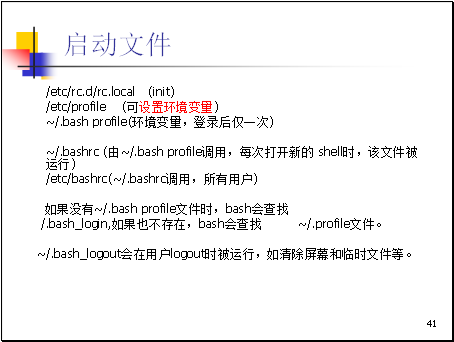 启动文件
/etc/rc.d/rc.local （init)
/etc/profile （可设置环境变量）
~/.bash profile(环境变量，登录后仅一次）
~/.bashrc (由~/.bash profile调用，每次打开新的 shell时，该文件被
运行）
/etc/bashrc(~/.bashrc调用，所有用户）
如果没有~/.bash profile文件时，bash会查找
/.bash_login,如果也不存在，bash会查找 ~/.profile文件。
~/.bash_logout会在用户logout时被运行，如清除屏幕和临时文件等。
41